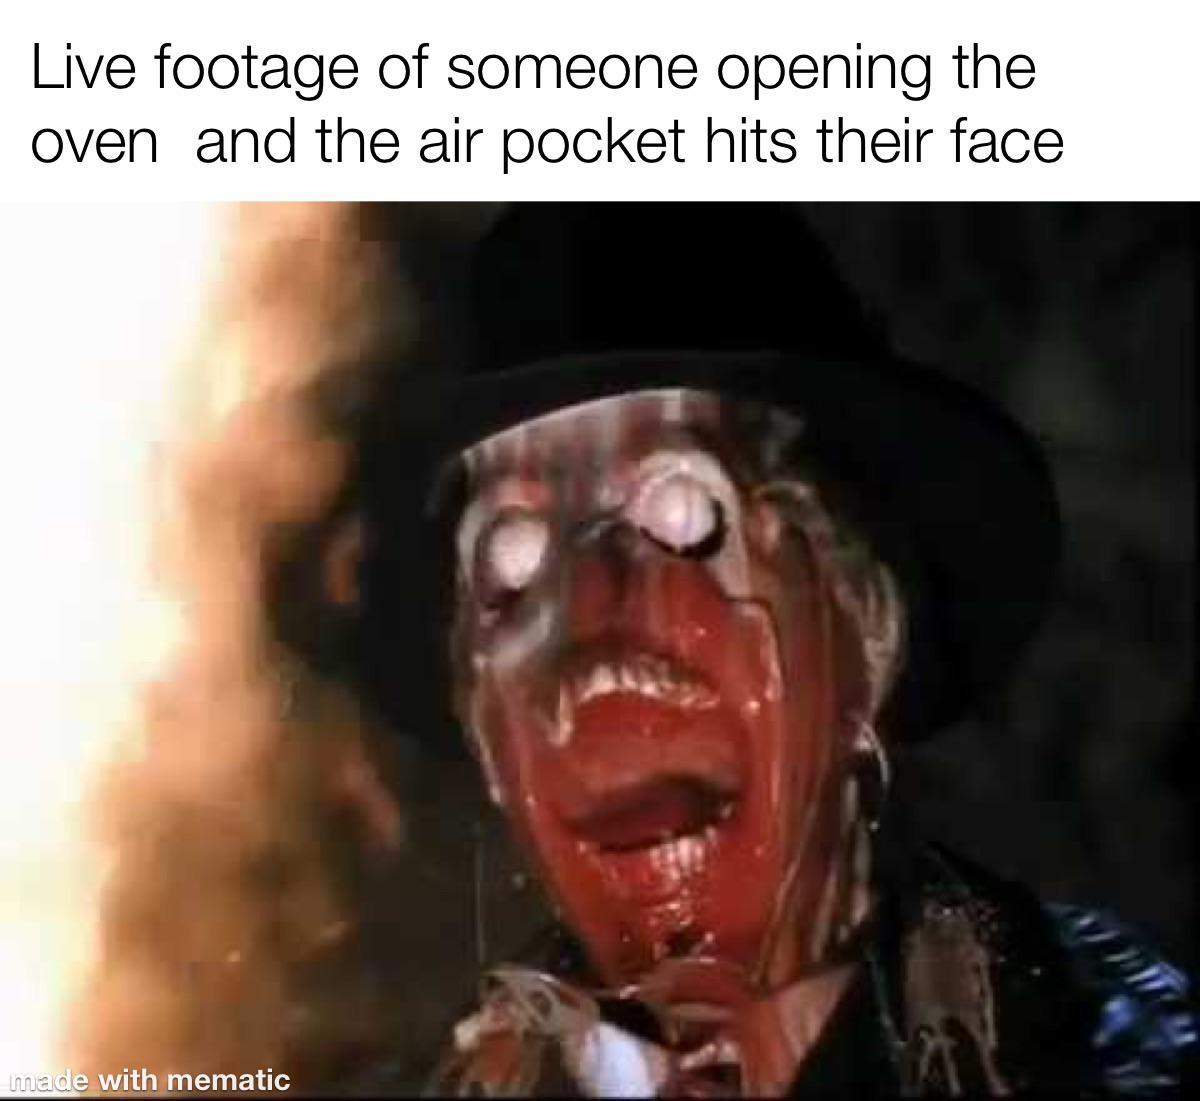 Live footage of someone opening the
oven  and the air pocket hits their face
made with mematic